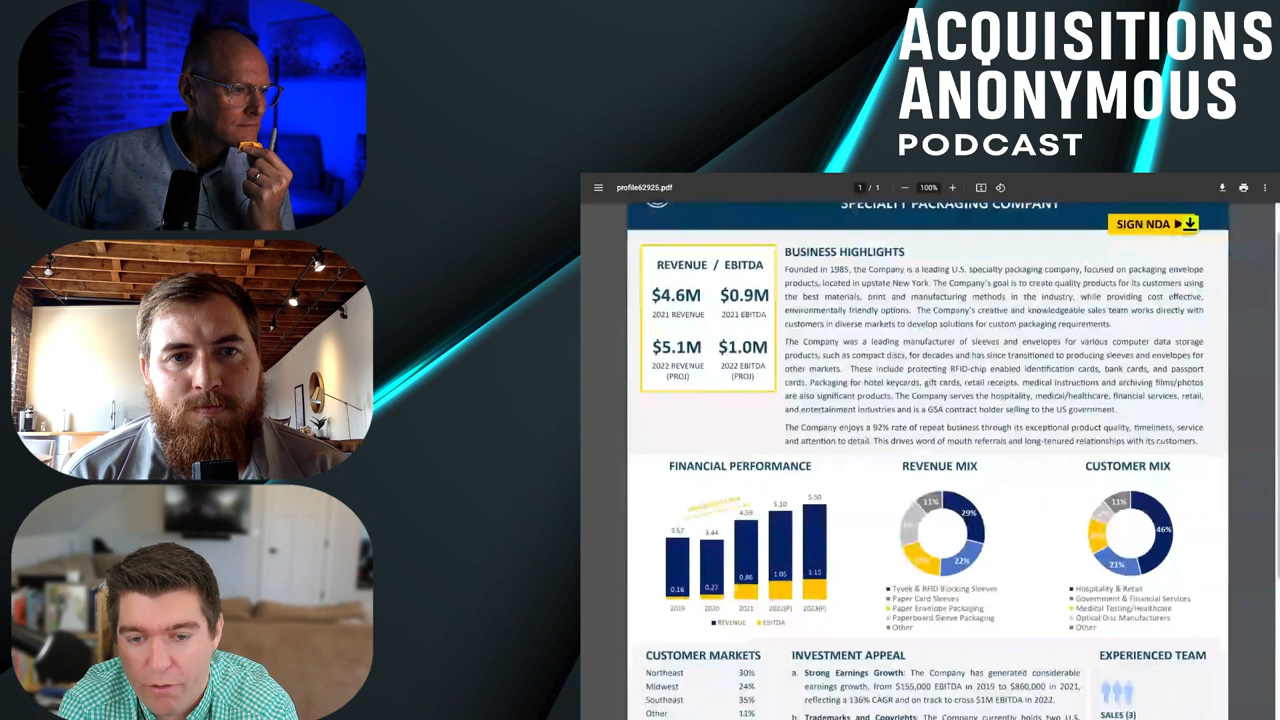 ACQUISITIONS
ANONYMOUS
PODCAST
profile62925.pdf
1 / 1
100%
SPECIALTY PACKAGING COMPANY
SIGN NDA
REVENUE / EBITDA
$4.6M $0.9M
2021 REVENUE 2021 EBITDA
$5.1M $1.0M
2022 REVENUE 2022 EBITDA
(PROJ) (PROJ)
BUSINESS HIGHLIGHTS
Founded in 1985, the Company is a leading U.S. specialty packaging company, focused on packaging envelope
products, located in upstate New York. The Company's goal is to create quality products for its customers using
the best materials, print and manufacturing methods in the industry, while providing cost effective,
environmentally friendly options. The Company's creative and knowledgeable sales team works directly with
customers in diverse markets to develop solutions for custom packaging requirements.
The Company was a leading manufacturer of sleeves and envelopes for various computer data storage
products, such as compact discs, for decades and has since transitioned to producing sleeves and envelopes for
other markets. These include protecting RFID-chip enabled identification cards, bank cards, and passport
cards. Packaging for hotel keycards, gift cards, retail receipts, medical instructions and archiving films/photos
are also significant products. The Company serves the hospitality, medical/healthcare, financial services, retail,
and entertainment industries and is a GSA contract holder selling to the US government.
The Company enjoys a 92% rate of repeat business through its exceptional product quality, timeliness, service
and attention to detail. This drives word of mouth referrals and long-tenured relationships with its customers.
FINANCIAL PERFORMANCE
3.57 3.44 4.59 5.10 5.50
0.16 0.27 0.86 1.05 1.15
2019 2020 2021 2022(P) 2023(P)
REVENUE EBITDA
REVENUE MIX
11% 29%
22%
Tyvek & RFID Blocking Sleeves
Paper Card Sleeves
Paper Envelope Packaging
Paperboard Sleeve Packaging
Other
CUSTOMER MIX
11% 46%
21%
Hospitality & Retail
Government & Financial Services
Medical Testing/Healthcare
Optical Disc Manufacturers
Other
CUSTOMER MARKETS
Northeast 30%
Midwest 24%
Southeast 35%
Other 11%
INVESTMENT APPEAL
a. Strong Earnings Growth: The Company has generated considerable
earnings growth, from $155,000 EBITDA in 2019 to $860,000 in 2021,
reflecting a 136% CAGR and on track to cross $1M EBITDA in 2022.
b. Trademarks and Copyrights: The Company currently holds two U.S.
EXPERIENCED TEAM
SALES (3)